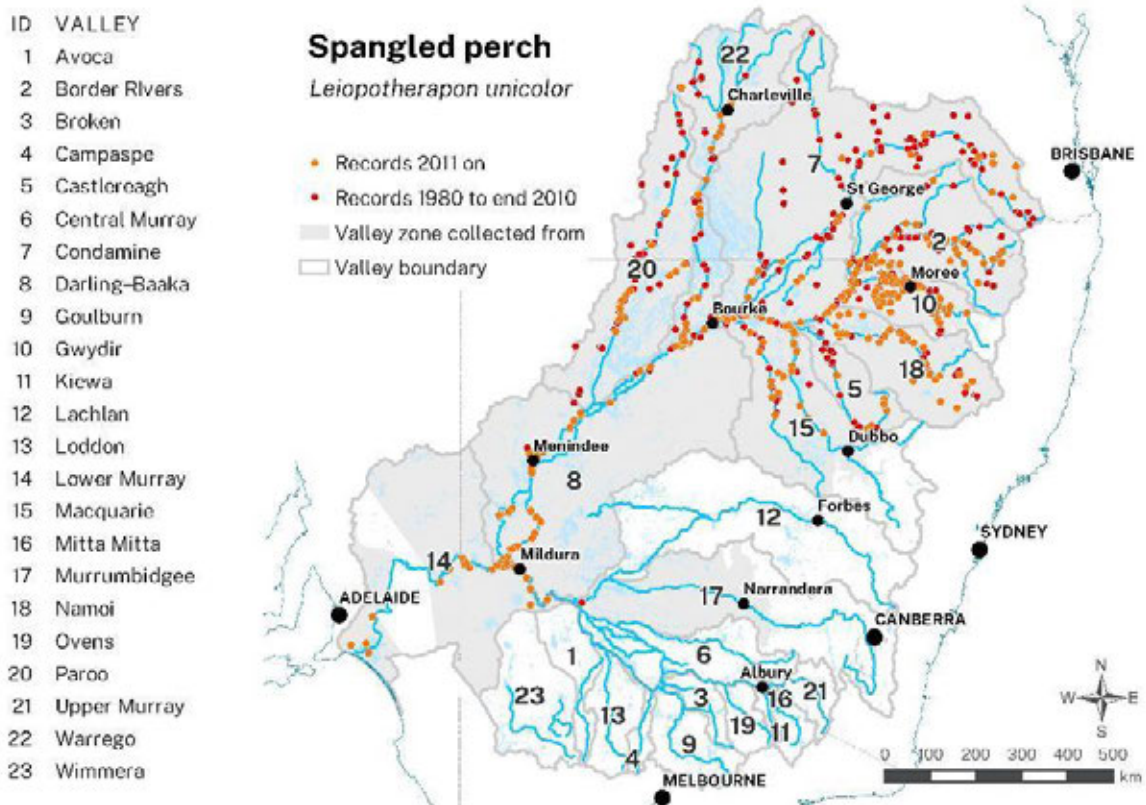 ID VALLEY
1 Avoca
2 Border RIvers
3 Broken
4 Campaspe
5 Castlereagh
6 Central Murray
7 Condamine
8 Darling–Baaka
9 Goulburn
10 Gwydir
11 Kiewa
12 Lachlan
13 Loddon
14 Lower Murray
15 Macquarie
16 Mitta Mitta
17 Murrumbidgee
18 Namoi
19 Ovens
20 Paroo
21 Upper Murray
22 Warrego
23 Wimmera
Spangled perch
Leiopotherapon unicolor
Records 2011 on
Records 1980 to end 2010
Valley zone collected from
Valley boundary
22
Charleville
BRISBANE
7
St George
2
20
Moree
10
Bourke
18
5
15
Dubbo
Menindee
8
12
Forbes
SYDNEY
14
Mildura
ADELAIDE
17
Narrandera
CANBERRA
1
6
Albury
23
3
16
21
13
19
11
9
4
MELBOURNE
N
W
E
S
0 100 200 300 400 500
km